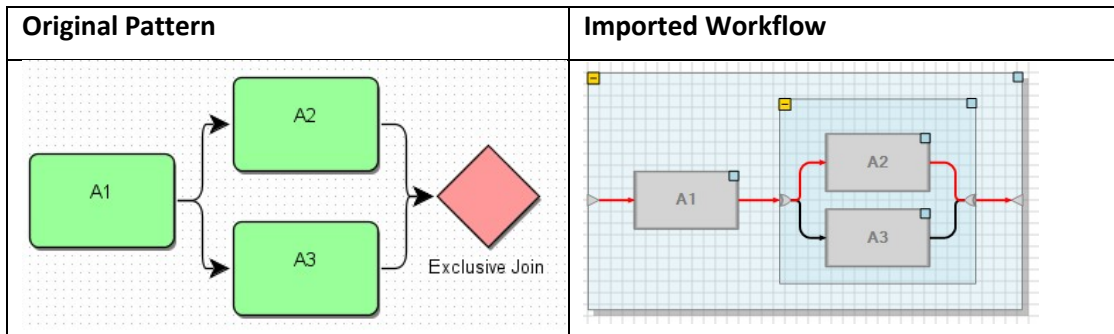 Original Pattern
Imported Workflow
A1
A2
A3
Exclusive Join
A1
A2
A3